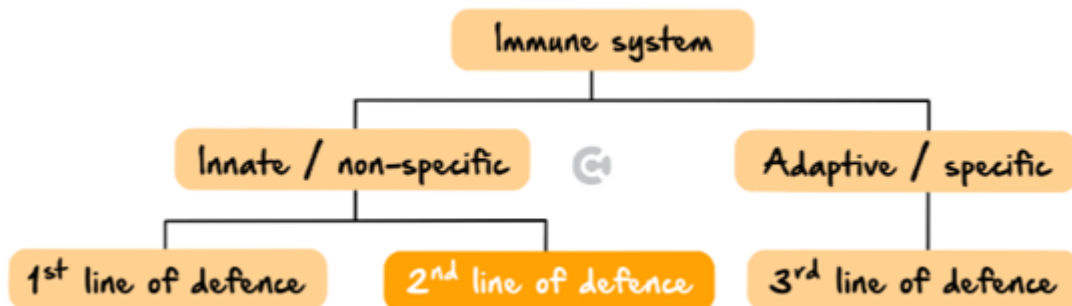 Immune system
Innate / non-specific
Adaptive / specific
1st line of defence
2nd line of defence
3rd line of defence